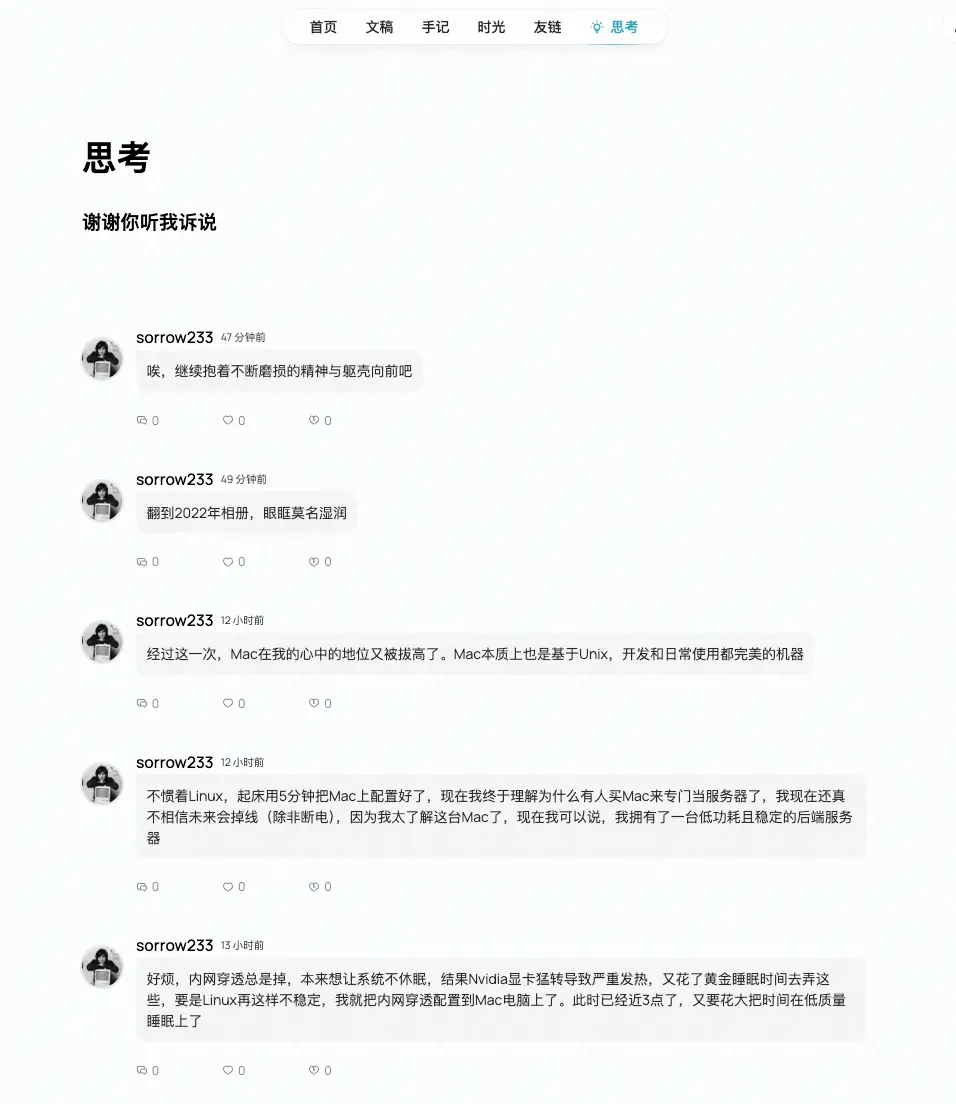 首页 文稿 手记 时光 友链 思考
思考
谢谢你听我诉说
sorrow233 47 分钟前
唉，继续抱着不断磨损的精神与躯壳向前吧
0 0 0
sorrow233 49 分钟前
翻到2022年相册，眼眶莫名湿润
0 0 0
sorrow233 12 小时前
经过这一次，Mac在我的心中的地位又被拔高了。Mac本质上也是基于Unix，开发和日常使用都完美的机器
0 0 0
sorrow233 12 小时前
不惯着Linux，起床用5分钟把Mac上配置好了，现在我终于理解为什么有人买Mac来专门当服务器了，我现在还真
不相信未来会掉线（除非断电），因为我太了解这台Mac了，现在我可以说，我拥有了一台低功耗且稳定的后端服务
器
0 0 0
sorrow233 13 小时前
好烦，内网穿透总是掉，本来想让系统不休眠，结果Nvidia显卡猛转导致严重发热，又花了黄金睡眠时间去弄这
些，要是Linux再这样不稳定，我就把内网穿透配置到Mac电脑上了。此时已经近3点了，又要花大把时间在低质量
睡眠上了
0 0 0